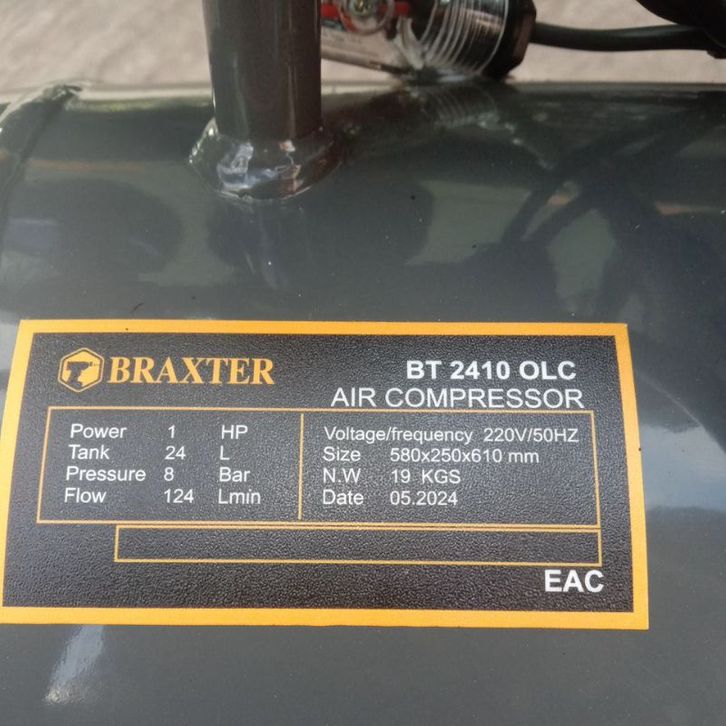 BRAXTER
BT 2410 OLC
AIR COMPRESSOR
Power 1 HP
Tank 24 L
Pressure 8 Bar
Flow 124 Lmin
Voltage/frequency 220V/50HZ
Size 580x250x610 mm
N.W 19 KGS
Date 05.2024
EAC